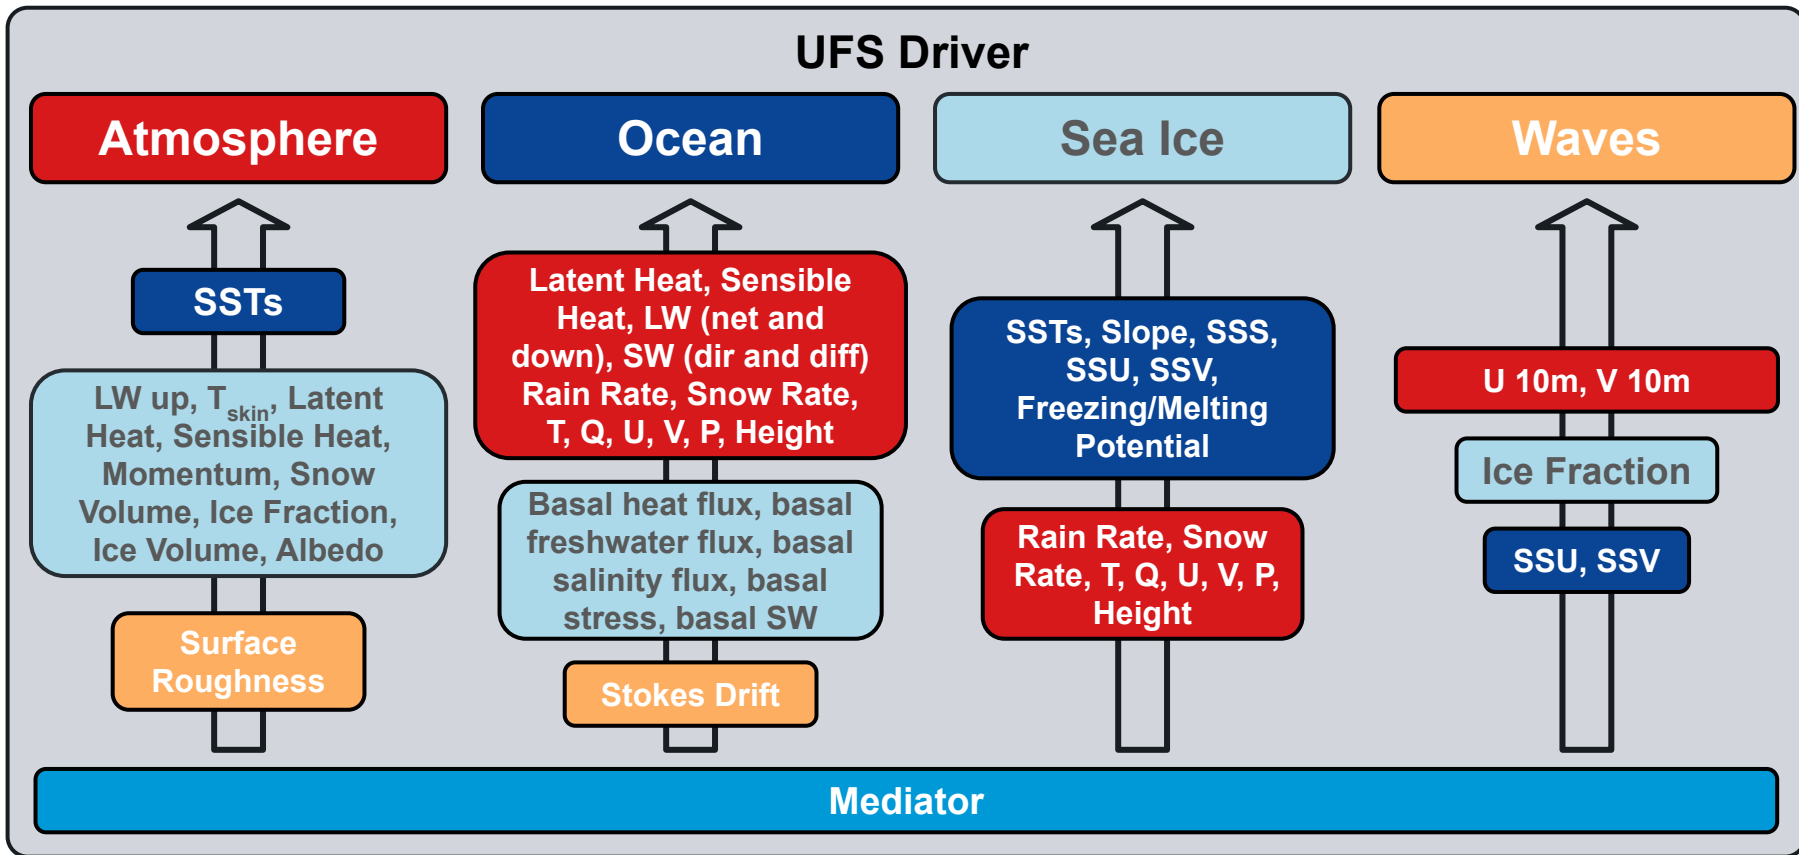 UFS Driver
Atmosphere
SSTs
LW up, Tskin, Latent
Heat, Sensible Heat,
Momentum, Snow
Volume, Ice Fraction,
Ice Volume, Albedo
Surface
Roughness
Ocean
Latent Heat, Sensible
Heat, LW (net and
down), SW (dir and diff)
Rain Rate, Snow Rate,
T, Q, U, V, P, Height
Basal heat flux, basal
freshwater flux, basal
salinity flux, basal
stress, basal SW
Stokes Drift
Sea Ice
SSTs, Slope, SSS,
SSU, SSV,
Freezing/Melting
Potential
Rain Rate, Snow
Rate, T, Q, U, V, P,
Height
Waves
U 10m, V 10m
Ice Fraction
SSU, SSV
Mediator